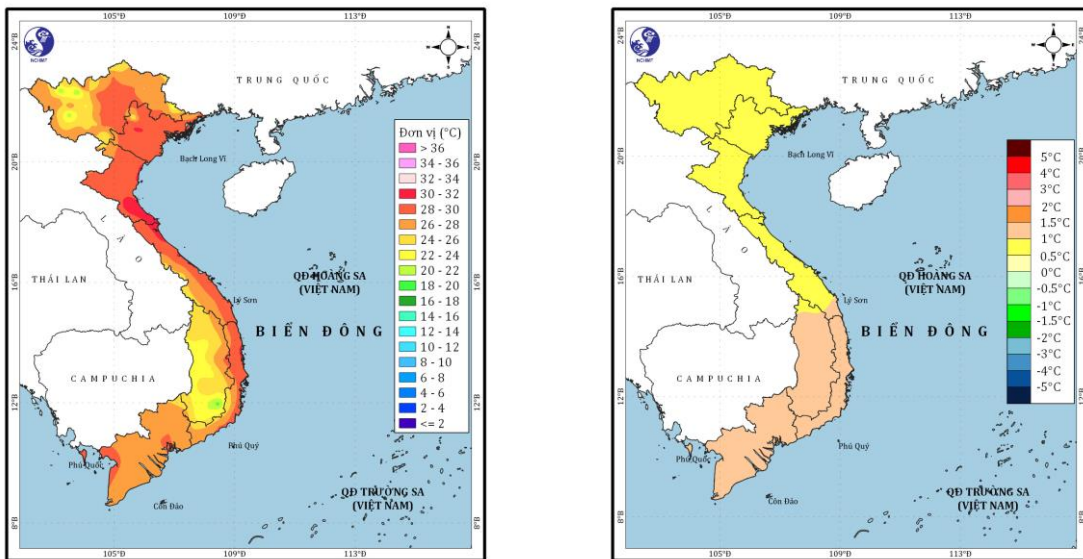 105°Đ 109°Đ 113°Đ
24°B
NCHMF
TRUNG QUỐC
Đơn vị (°C)
> 36
34 - 36
32 - 34
30 - 32
28 - 30
26 - 28
24 - 26
22 - 24
20 - 22
18 - 20
16 - 18
14 - 16
12 - 14
10 - 12
8 - 10
6 - 8
4 - 6
2 - 4
<= 2
20°B
Bạch Long Vĩ
LÀO
THÁI LAN
16°B
QĐ HOÀNG SA
(VIỆT NAM)
Lý Sơn
BIỂN ĐÔNG
CAMPUCHIA
12°B
Phú Quý
Phú Quốc
Côn Đảo
QĐ TRƯỜNG SA
(VIỆT NAM)
8°B
105°Đ 109°Đ 113°Đ
105°Đ 109°Đ 113°Đ
24°B
NCHMF
TRUNG QUỐC
5°C
4°C
3°C
2°C
1.5°C
1°C
0.5°C
0°C
-0.5°C
-1°C
-1.5°C
-2°C
-3°C
-4°C
-5°C
20°B
Bạch Long Vĩ
LÀO
THÁI LAN
16°B
QĐ HOÀNG SA
(VIỆT NAM)
Lý Sơn
BIỂN ĐÔNG
CAMPUCHIA
12°B
Phú Quý
Phú Quốc
Côn Đảo
QĐ TRƯỜNG SA
(VIỆT NAM)
8°B
105°Đ 109°Đ 113°Đ